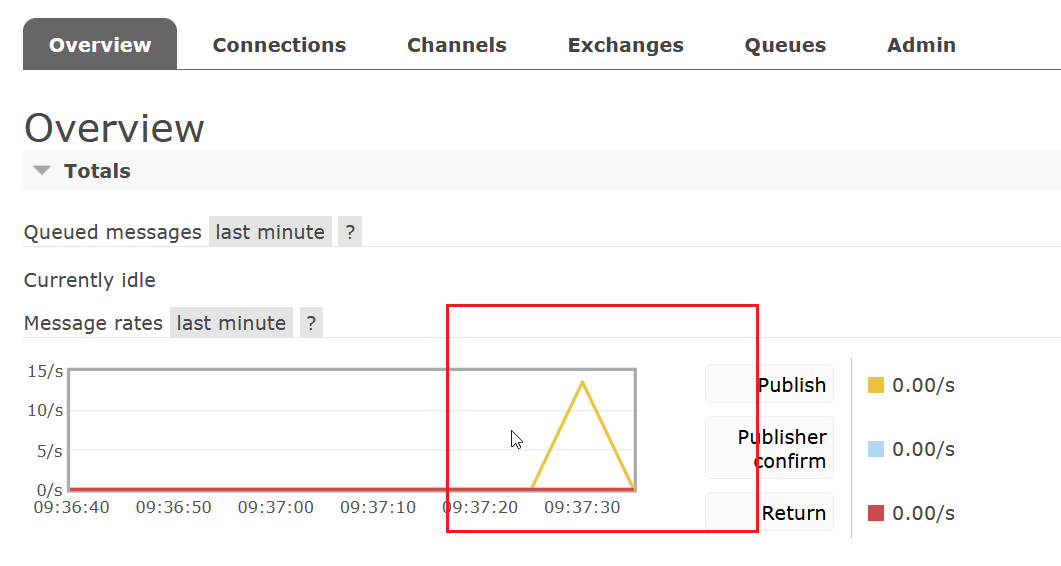 Overview Connections Channels Exchanges Queues Admin
Overview
Totals
Queued messages last minute ?
Currently idle
Message rates last minute ?
15/s
10/s
5/s
0/s
09:36:40 09:36:50 09:37:00 09:37:10 09:37:20 09:37:30
Publish 0.00/s
Publisher
confirm 0.00/s
Return 0.00/s